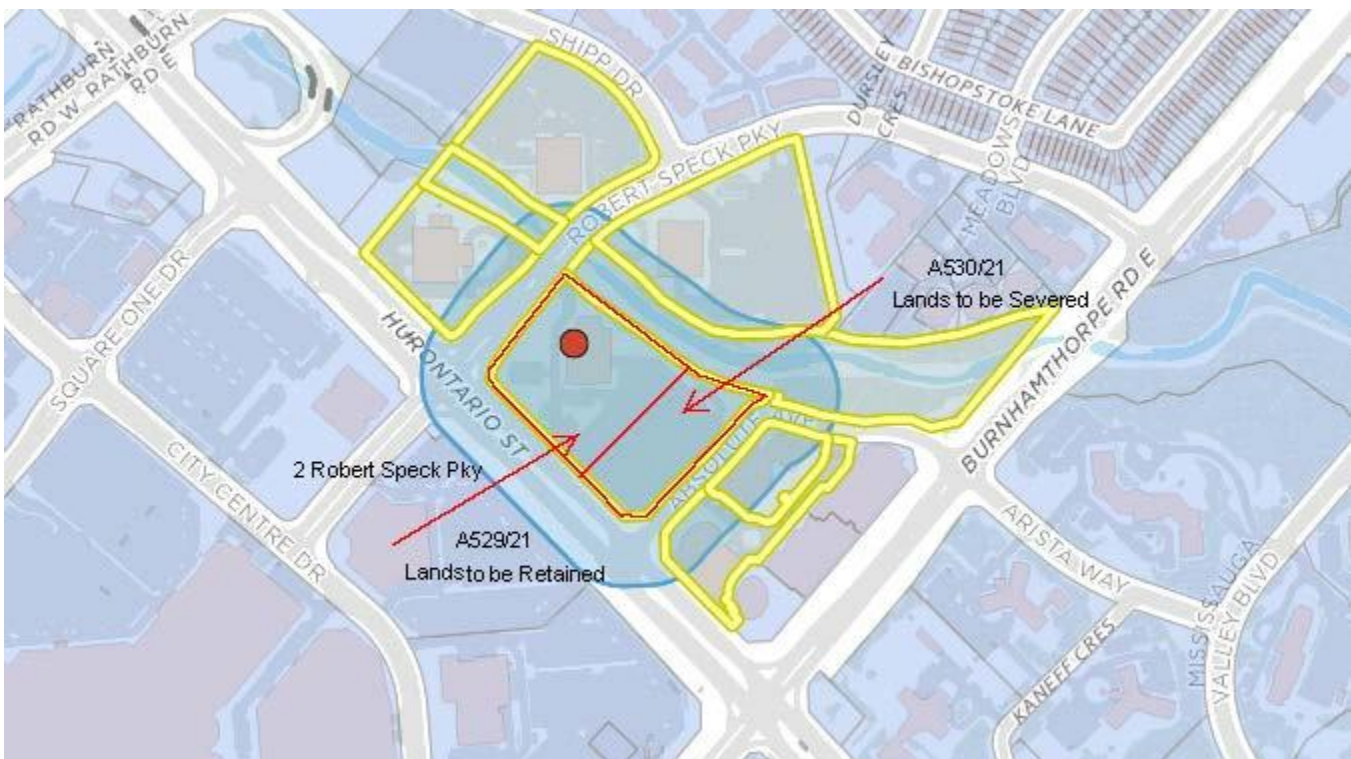 RATHBURN
RD W
RATHBURN
RD E
SHIPP DR
DURSLEY
CRES
BISHOPSTOKE LANE
MEADOWS
BLVD
ROBERT SPECK PKY
A530/21
Lands to be Severed
SQUARE ONE DR
HURONTARIO ST
BURNHAMTHORPE RD E
2 Robert Speck Pky
ABSOLUTE AVE
CITY CENTRE DR
A529/21
Lands to be Retained
ARISTA WAY
MISSISSAUGA
VALLEY BLVD
KANEFF CRES